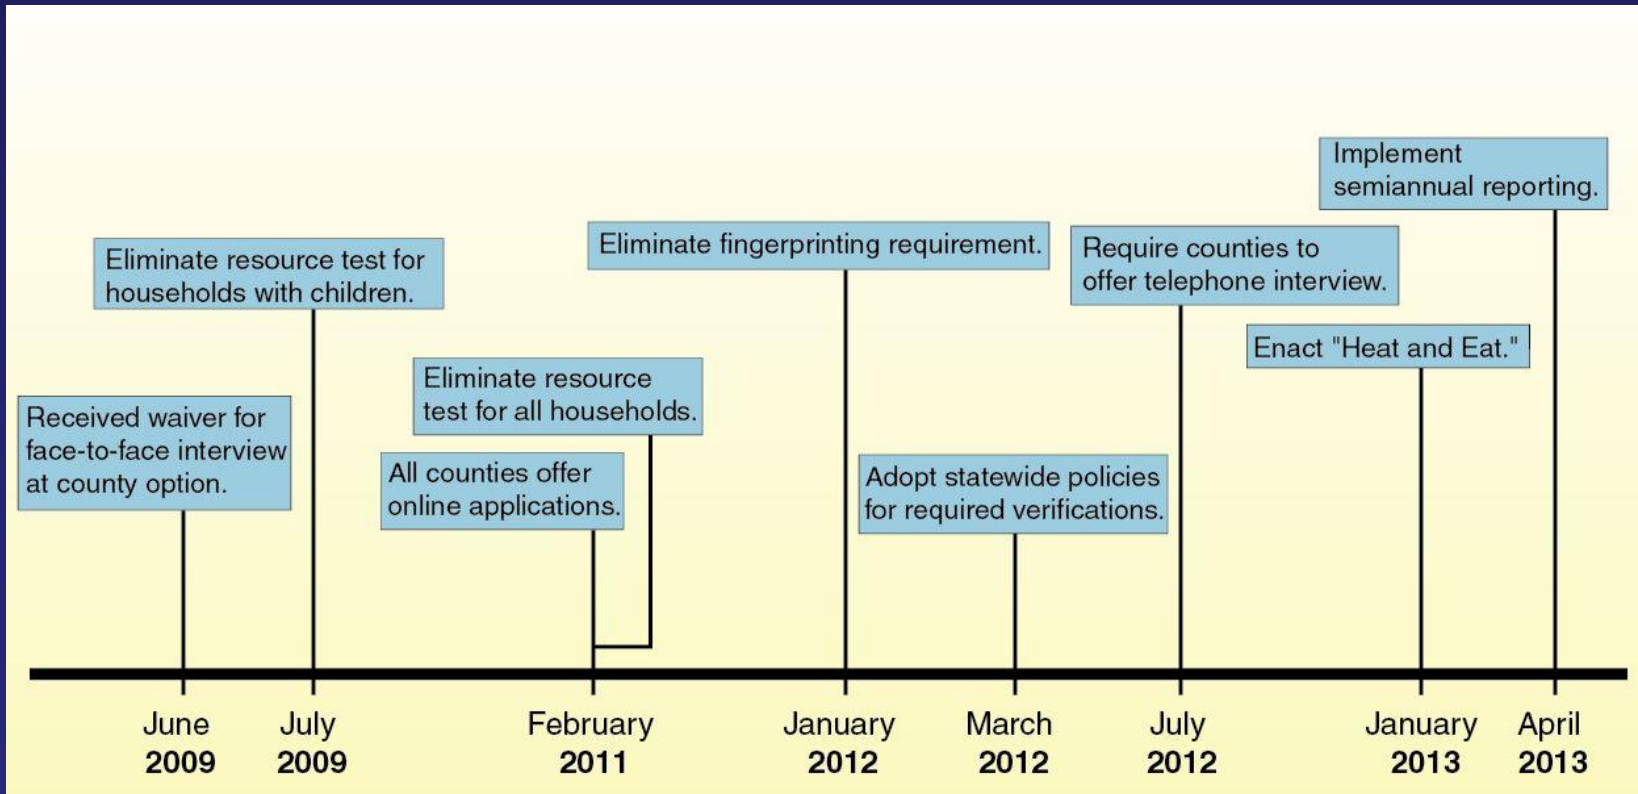 Implement
semiannual reporting.
Eliminate fingerprinting requirement.
Require counties to
offer telephone interview.
Eliminate resource test for
households with children.
Enact "Heat and Eat."
Eliminate resource
test for all households.
Received waiver for
face-to-face interview
at county option.
All counties offer
online applications.
Adopt statewide policies
for required verifications.
June
2009
July
2009
February
2011
January
2012
March
2012
July
2012
January
2013
April
2013